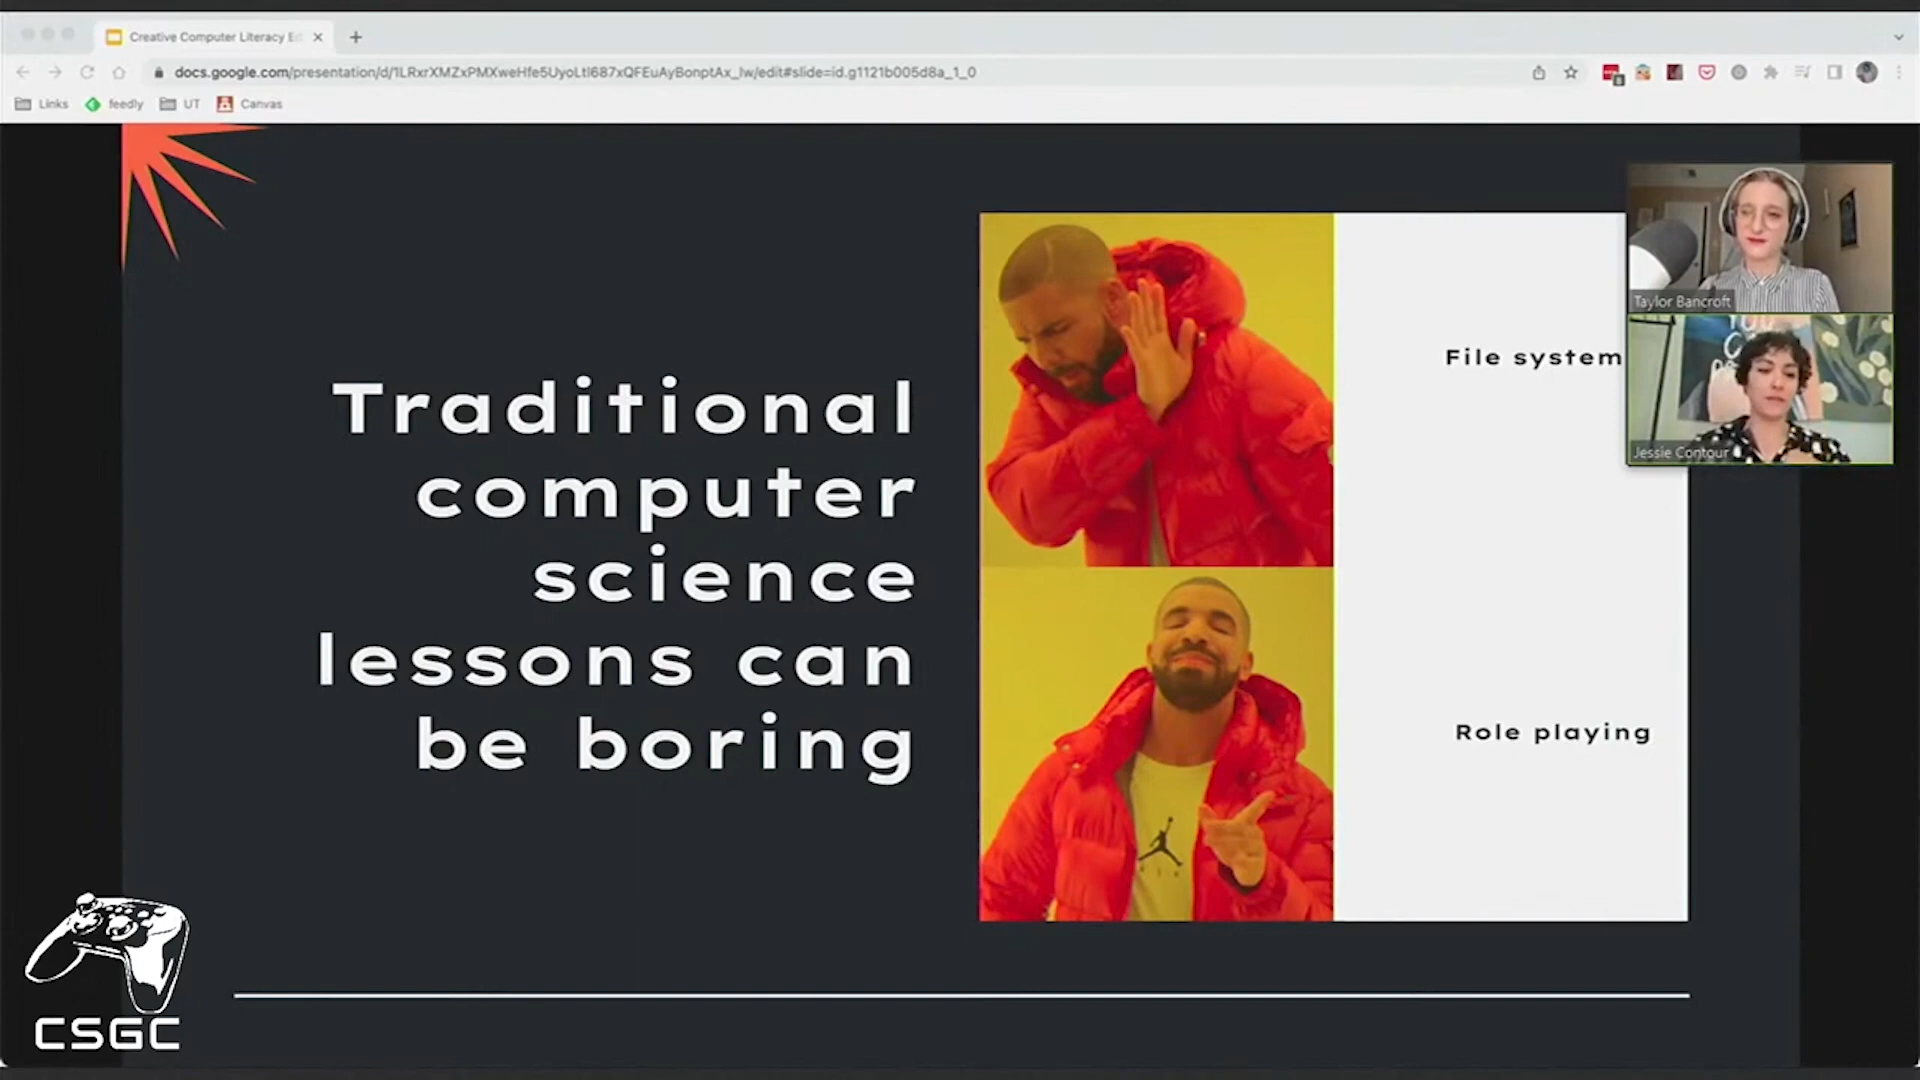 Creative Computer Literacy Ed
docs.google.com/presentation/d/1LRxrXMZxPMXweHfe5UyoLtl687xQFEuAyBonptAx_lw/edit#slide=id.g1121b005d8a_1_0
Links
feedly
UT
Canvas
Traditional
computer
science
lessons can
be boring
File system
Role playing
Taylor Bancroft
Jessie Contour
CSGC